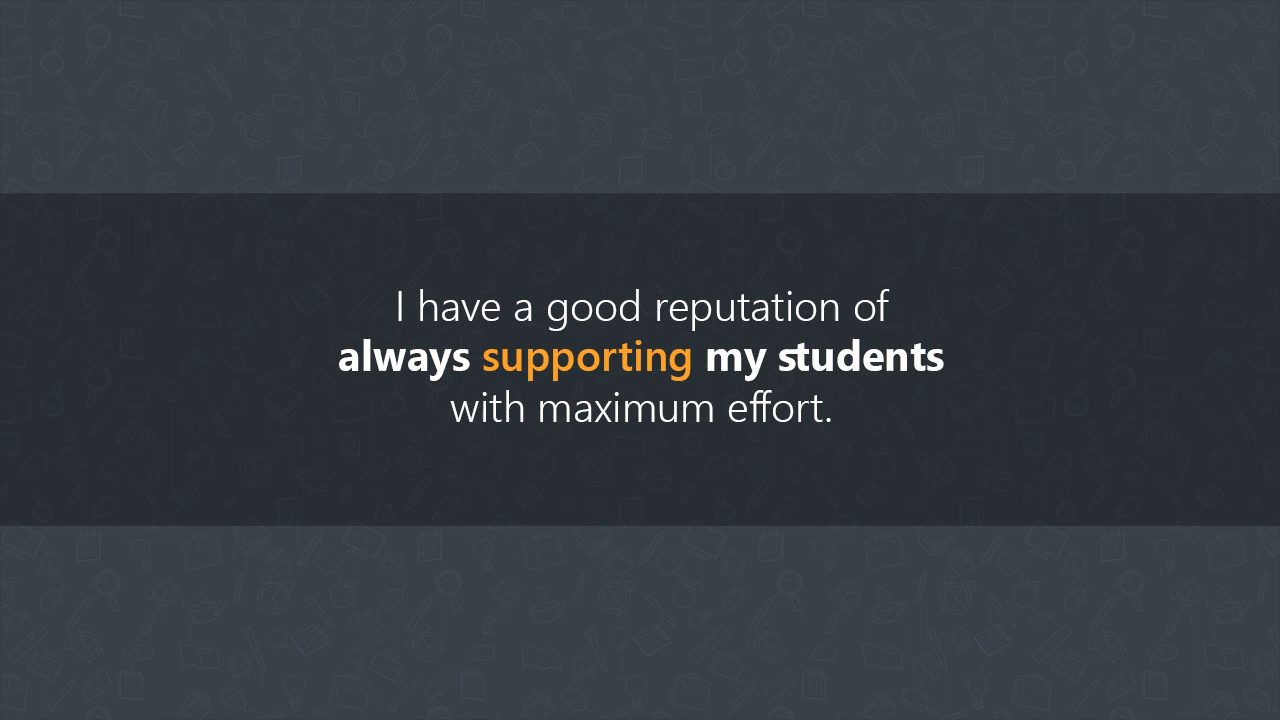 I have a good reputation of
always supporting my students
with maximum effort.